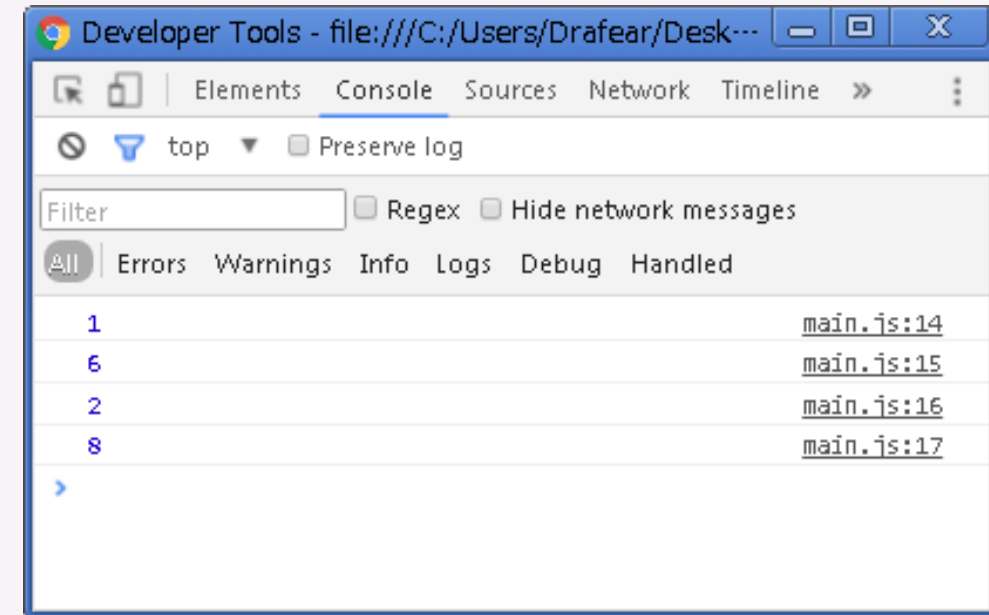 Developer Tools - file:///C:/Users/Drafear/Desk···
Elements Console Sources Network Timeline »
top ▼ Preserve log
Filter Regex Hide network messages
All Errors Warnings Info Logs Debug Handled
1 main.js:14
6 main.js:15
2 main.js:16
8 main.js:17
>